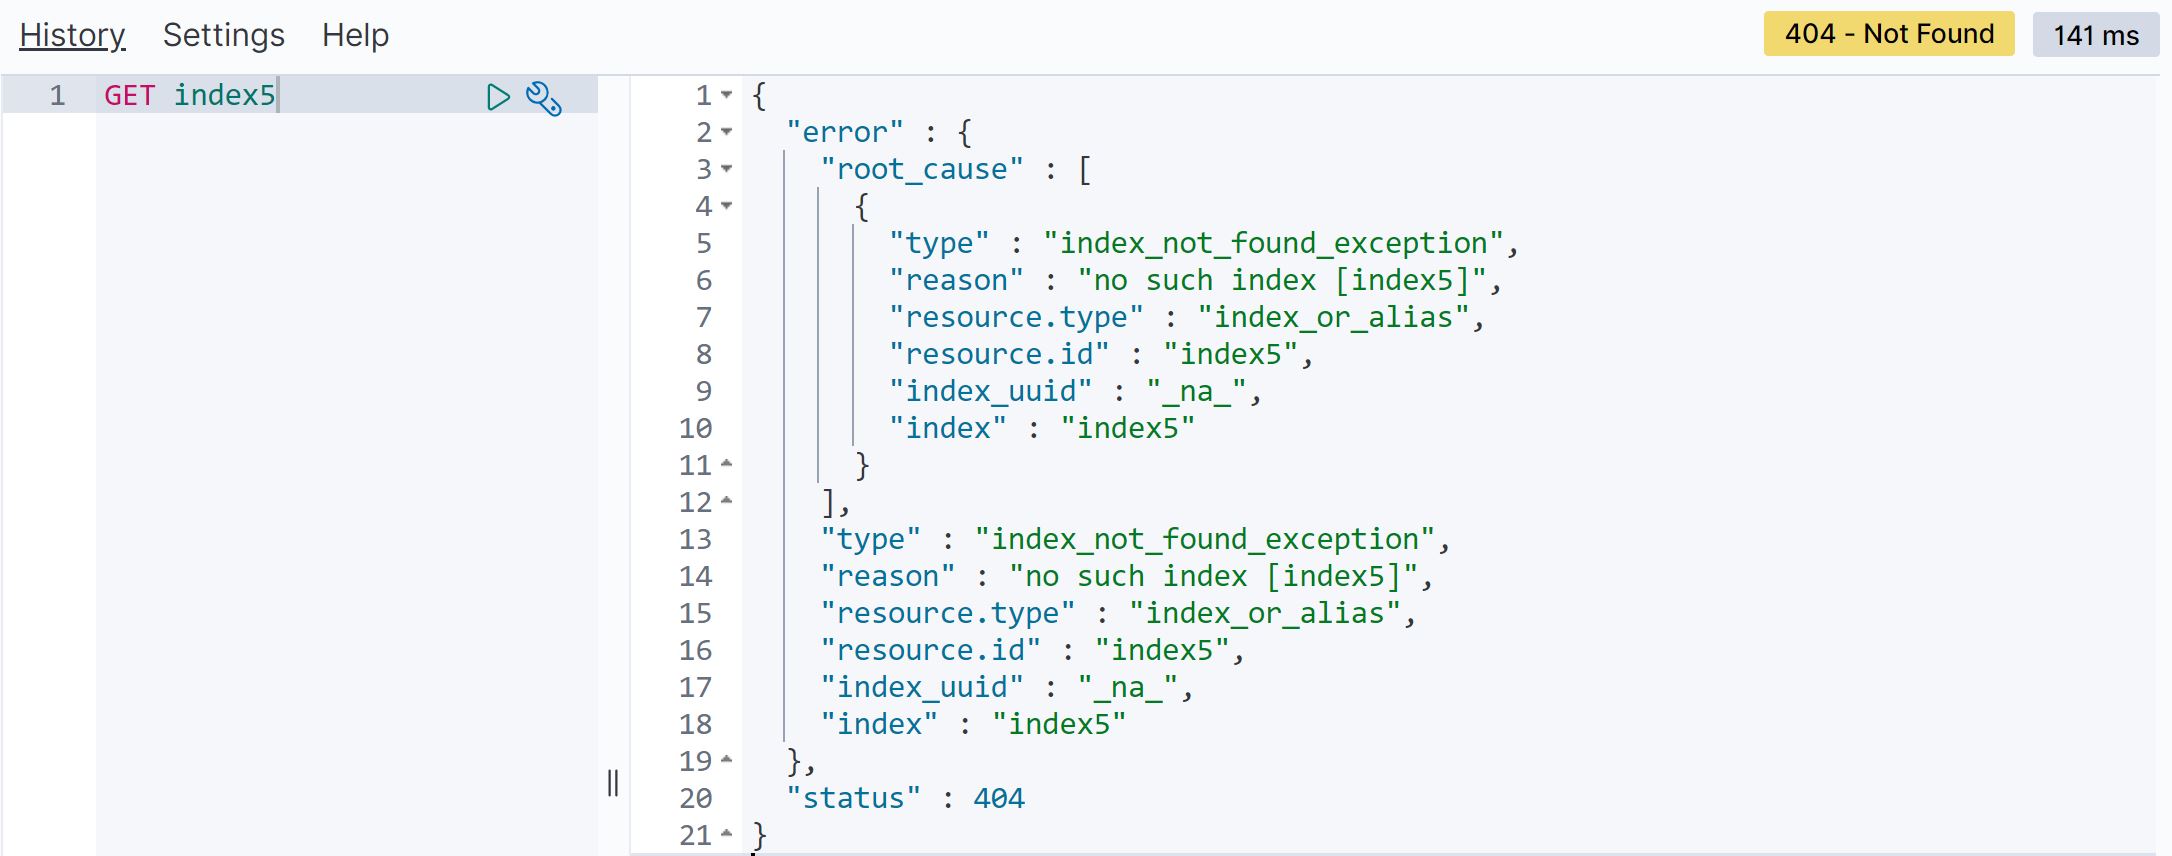 History Settings Help 404 - Not Found 141 ms
1 GET index5
1 {
2 "error" : {
3 "root_cause" : [
4 {
5 "type" : "index_not_found_exception",
6 "reason" : "no such index [index5]",
7 "resource.type" : "index_or_alias",
8 "resource.id" : "index5",
9 "index_uuid" : "_na_",
10 "index" : "index5"
11 }
12 ],
13 "type" : "index_not_found_exception",
14 "reason" : "no such index [index5]",
15 "resource.type" : "index_or_alias",
16 "resource.id" : "index5",
17 "index_uuid" : "_na_",
18 "index" : "index5"
19 },
20 "status" : 404
21 }